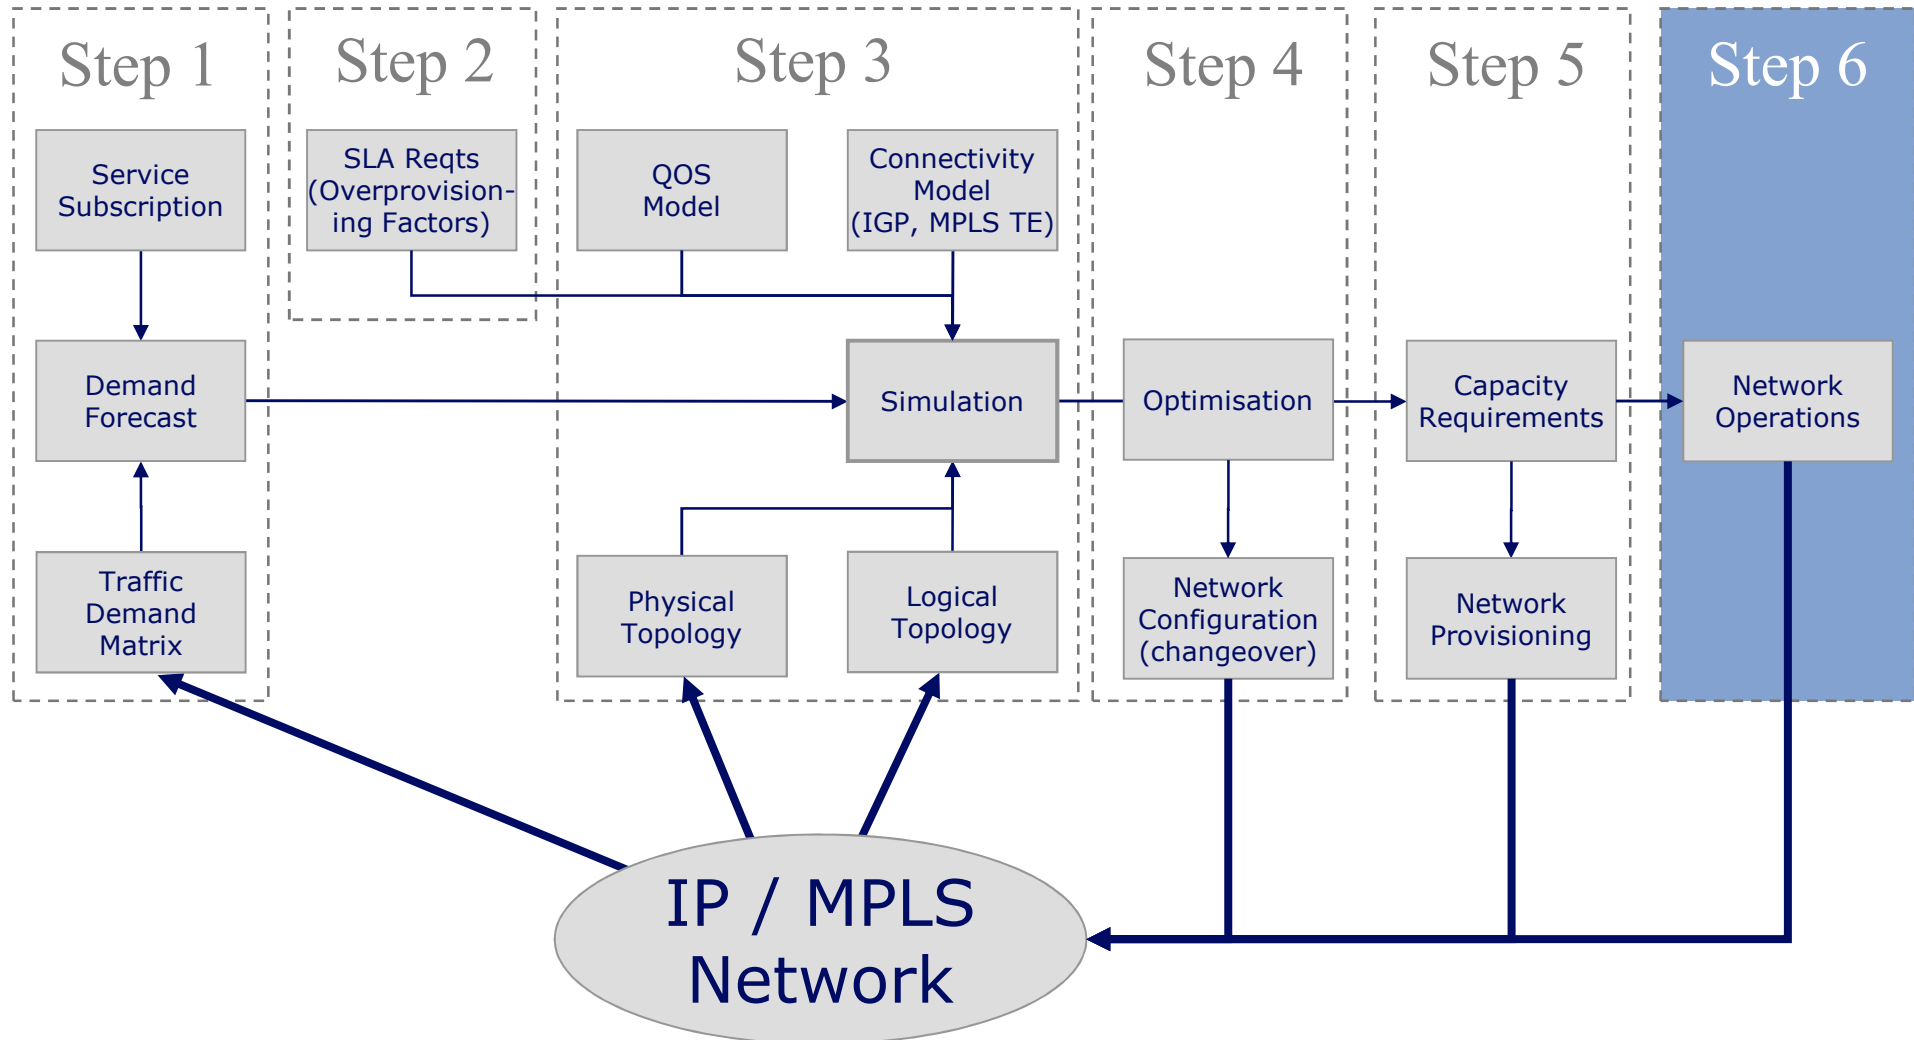 Step 1
Step 2
Step 3
Step 4
Step 5
Step 6
Service
Subscription
SLA Reqts
(Overprovision-
ing Factors)
QOS
Model
Connectivity
Model
(IGP, MPLS TE)
Demand
Forecast
Simulation
Optimisation
Capacity
Requirements
Network
Operations
Traffic
Demand
Matrix
Physical
Topology
Logical
Topology
Network
Configuration
(changeover)
Network
Provisioning
IP / MPLS
Network